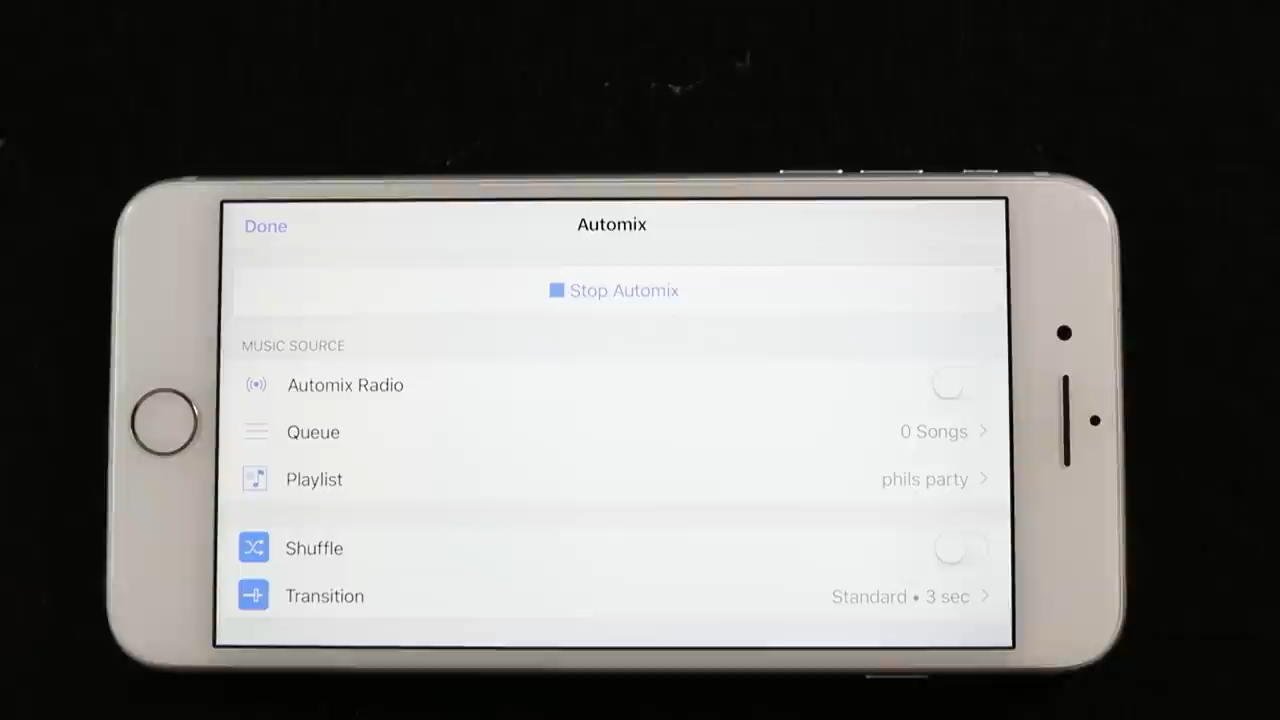 Done
Automix
Stop Automix
MUSIC SOURCE
Automix Radio
Queue
0 Songs
Playlist
phils party
Shuffle
Transition
Standard • 3 sec